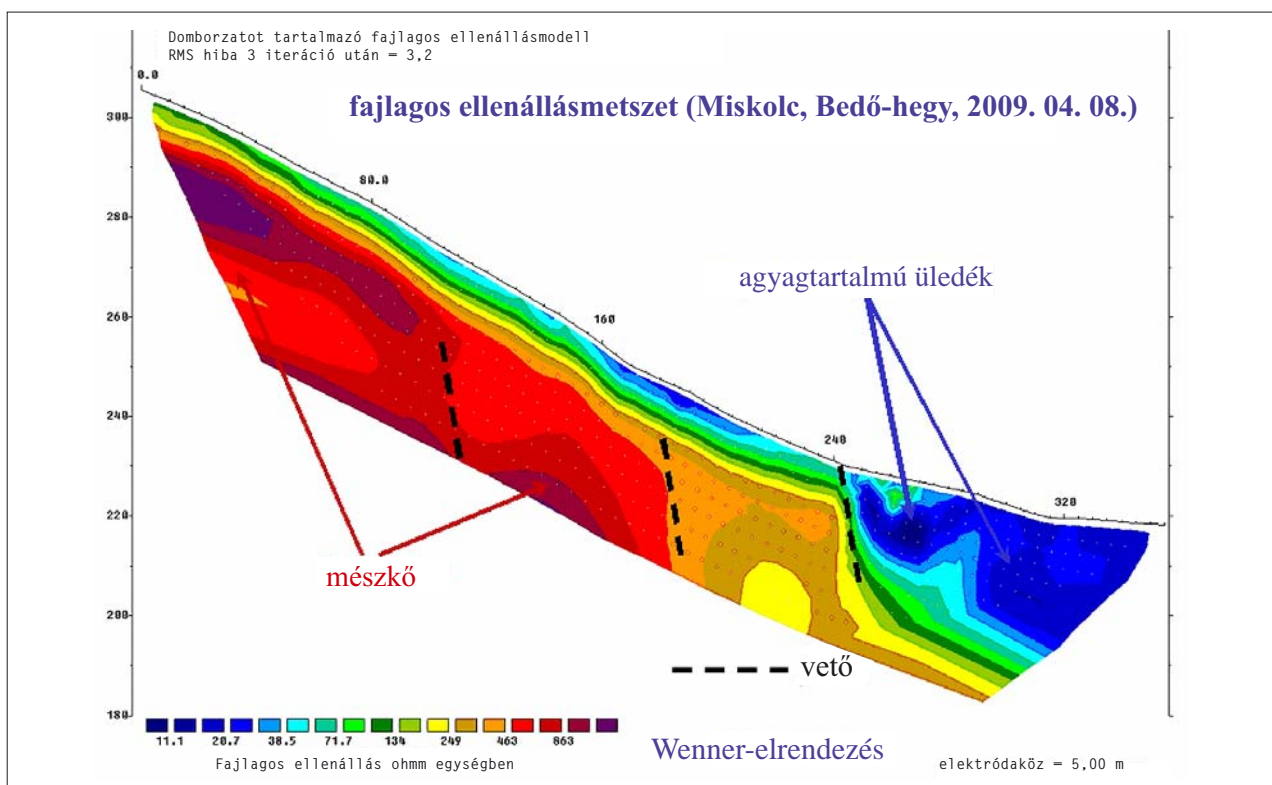 Domborzatot tartalmazó fajlagos ellenállásmodell
RMS hiba 3 iteráció után = 3,2
fajlagos ellenállásmetszet (Miskolc, Bedő-hegy, 2009. 04. 08.)
0.0
80.0
160
240
320
300
280
260
240
220
200
180
agyagtartalmú üledék
mészkő
vető
11.1 20.7 38.5 71.7 134 249 463 863
Fajlagos ellenállás ohmm egységben
Wenner-elrendezés
elektródaköz = 5,00 m